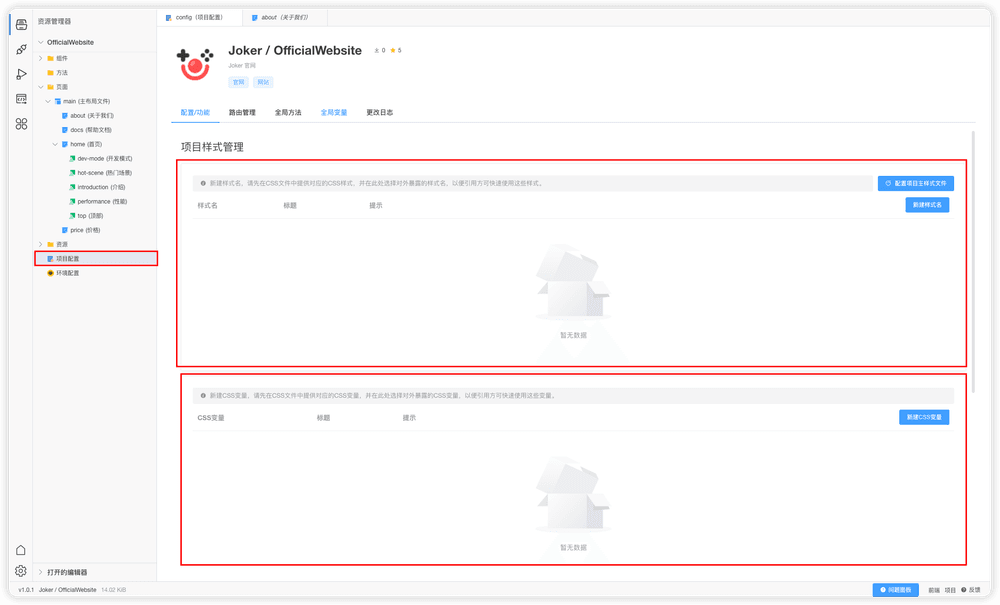 资源管理器
OfficialWebsite
组件
方法
页面
main (主布局文件)
about (关于我们)
docs (帮助文档)
home (首页)
dev-mode (开发模式)
hot-scene (热门场景)
introduction (介绍)
performance (性能)
top (顶部)
price (价格)
资源
项目配置
环境配置
打开的编辑器
config（项目配置）
about（关于我们）
Joker / OfficialWebsite
0
5
Joker 官网
官网
网站
配置/功能
路由管理
全局方法
全局变量
更改日志
项目样式管理
新建样式名，请先在CSS文件中提供对应的CSS样式，并在此处选择对外暴露的样式名，以便引用方可快速使用这些样式。
配置项目主样式文件
样式名
标题
提示
新建样式名
暂无数据
新建CSS变量，请先在CSS文件中提供对应的CSS变量，并在此处选择对外暴露的CSS变量，以便引用方可快速使用这些变量。
CSS变量
标题
提示
新建CSS变量
暂无数据
v1.0.1
Joker / OfficialWebsite
14.02 KB
问题面板
前端
项目
反馈